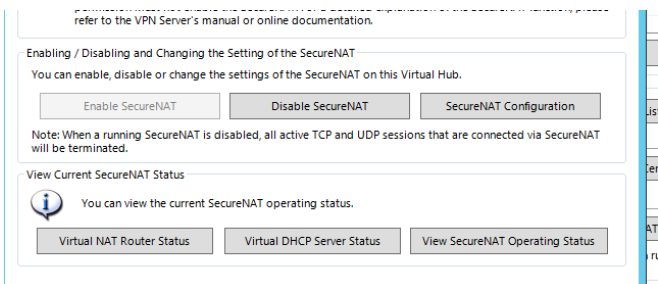 refer to the VPN Server's manual or online documentation.
Enabling / Disabling and Changing the Setting of the SecureNAT
You can enable, disable or change the settings of the SecureNAT on this Virtual Hub.
Enable SecureNAT
Disable SecureNAT
SecureNAT Configuration
Note: When a running SecureNAT is disabled, all active TCP and UDP sessions that are connected via SecureNAT
will be terminated.
View Current SecureNAT Status
You can view the current SecureNAT operating status.
Virtual NAT Router Status
Virtual DHCP Server Status
View SecureNAT Operating Status